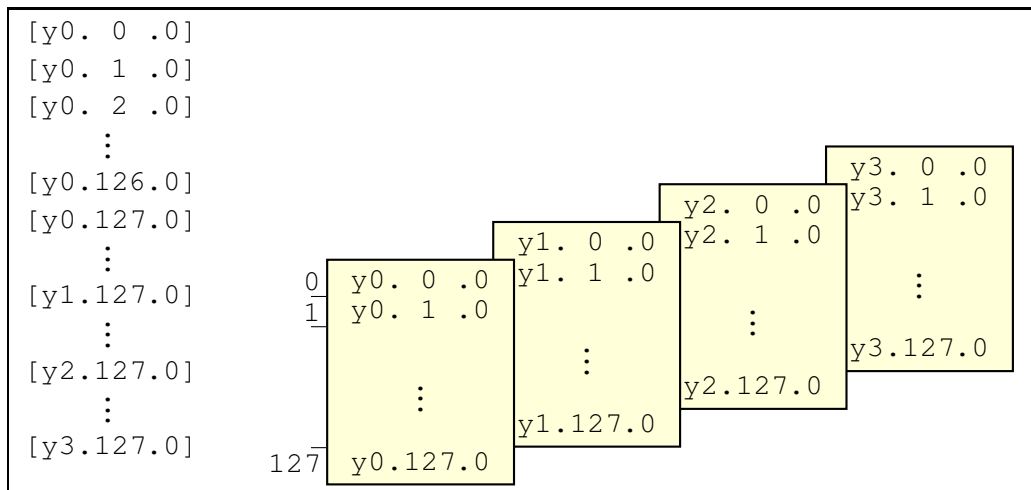 [y0. 0 .0]
[y0. 1 .0]
[y0. 2 .0]
⋮
[y0.126.0]
[y0.127.0]
⋮
[y1.127.0]
⋮
[y2.127.0]
⋮
[y3.127.0]
0
1
127
y0. 0 .0
y0. 1 .0
⋮
y0.127.0
y1. 0 .0
y1. 1 .0
⋮
y1.127.0
y2. 0 .0
y2. 1 .0
⋮
y2.127.0
y3. 0 .0
y3. 1 .0
⋮
y3.127.0